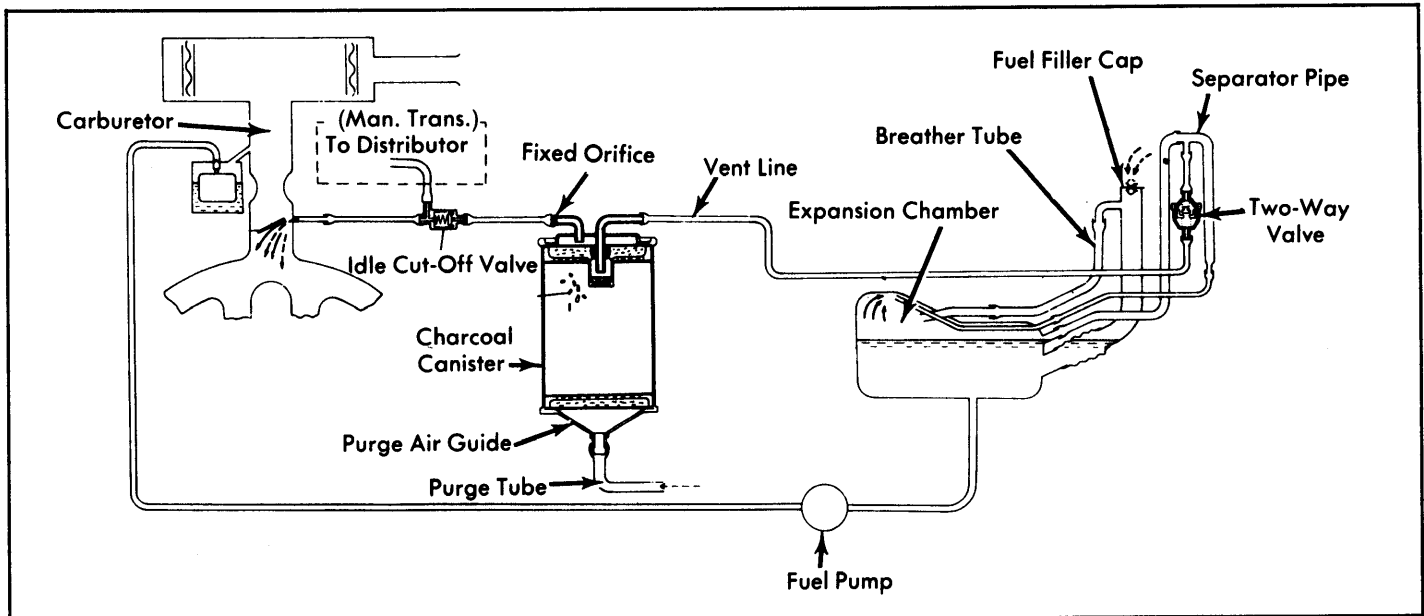 Fuel Filler Cap
Separator Pipe
Carburetor
(Man. Trans.)
To Distributor
Breather Tube
Fixed Orifice
Vent Line
Expansion Chamber
Two-Way
Valve
Idle Cut-Off Valve
Charcoal
Canister
Purge Air Guide
Purge Tube
Fuel Pump